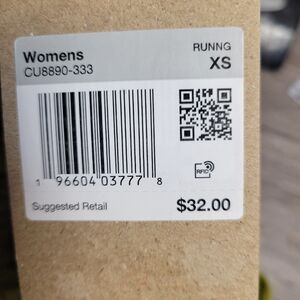 Womens
RUNNG
CU8890-333
XS
1 96604 03777 8
RFID
Suggested Retail
$32.00